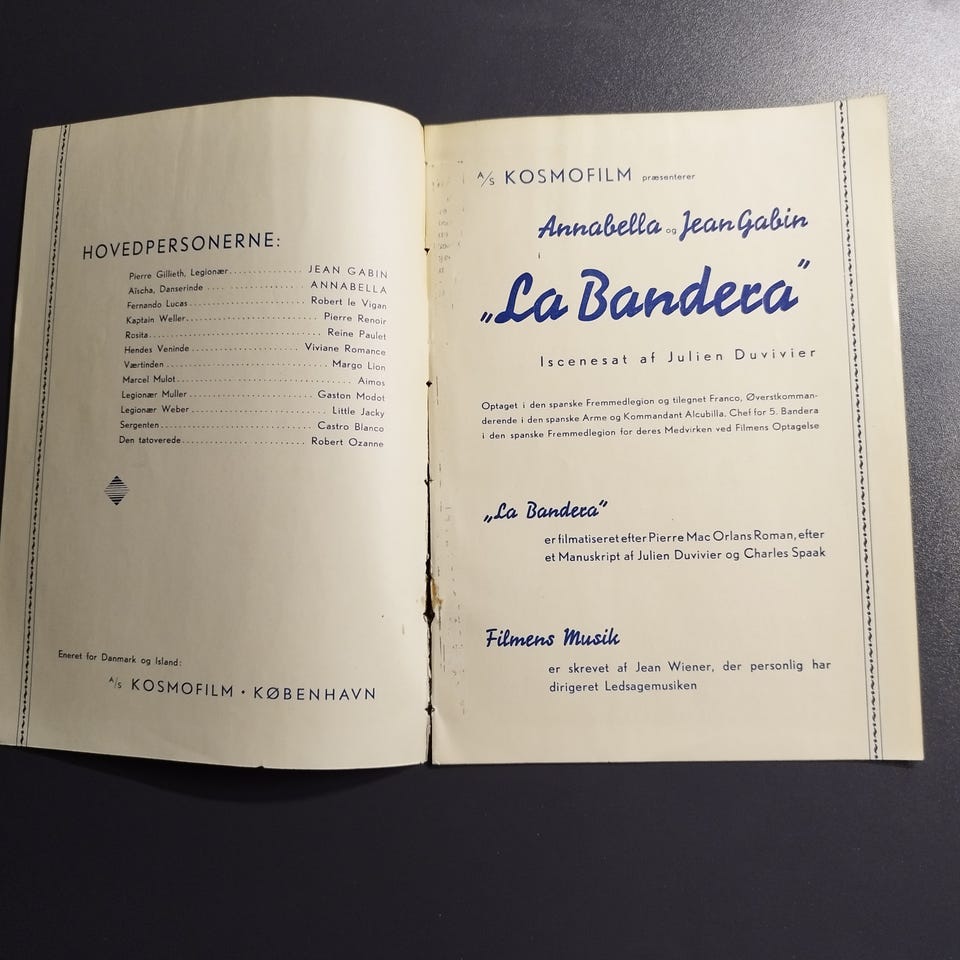 HOVEDPERSONERNE:
Pierre Gillieth, Legionær JEAN GABIN
Aïscha, Danserinde ANNABELLA
Fernando Lucas Robert le Vigan
Kaptain Weller Pierre Renoir
Rosita Reine Paulet
Hendes Veninde Viviane Romance
Værtinden Margo Lion
Marcel Mulot Aimos
Legionær Muller Gaston Modot
Legionær Weber Little Jacky
Sergenten Castro Blanco
Den tatoverede Robert Ozanne
Eneret for Danmark og Island:
A/S KOSMOFILM · KØBENHAVN
A/S KOSMOFILM præsenterer
Annabella og Jean Gabin
„La Bandera”
Iscenesat af Julien Duvivier
Optaget i den spanske Fremmedlegion og tilegnet Franco, Øverstkomman-
derende i den spanske Arme og Kommandant Alcubilla, Chef for 5. Bandera
i den spanske Fremmedlegion for deres Medvirken ved Filmens Optagelse
„La Bandera”
er filmatiseret efter Pierre Mac Orlans Roman, efter
et Manuskript af Julien Duvivier og Charles Spaak
Filmens Musik
er skrevet af Jean Wiener, der personlig har
dirigeret Ledsagemusiken